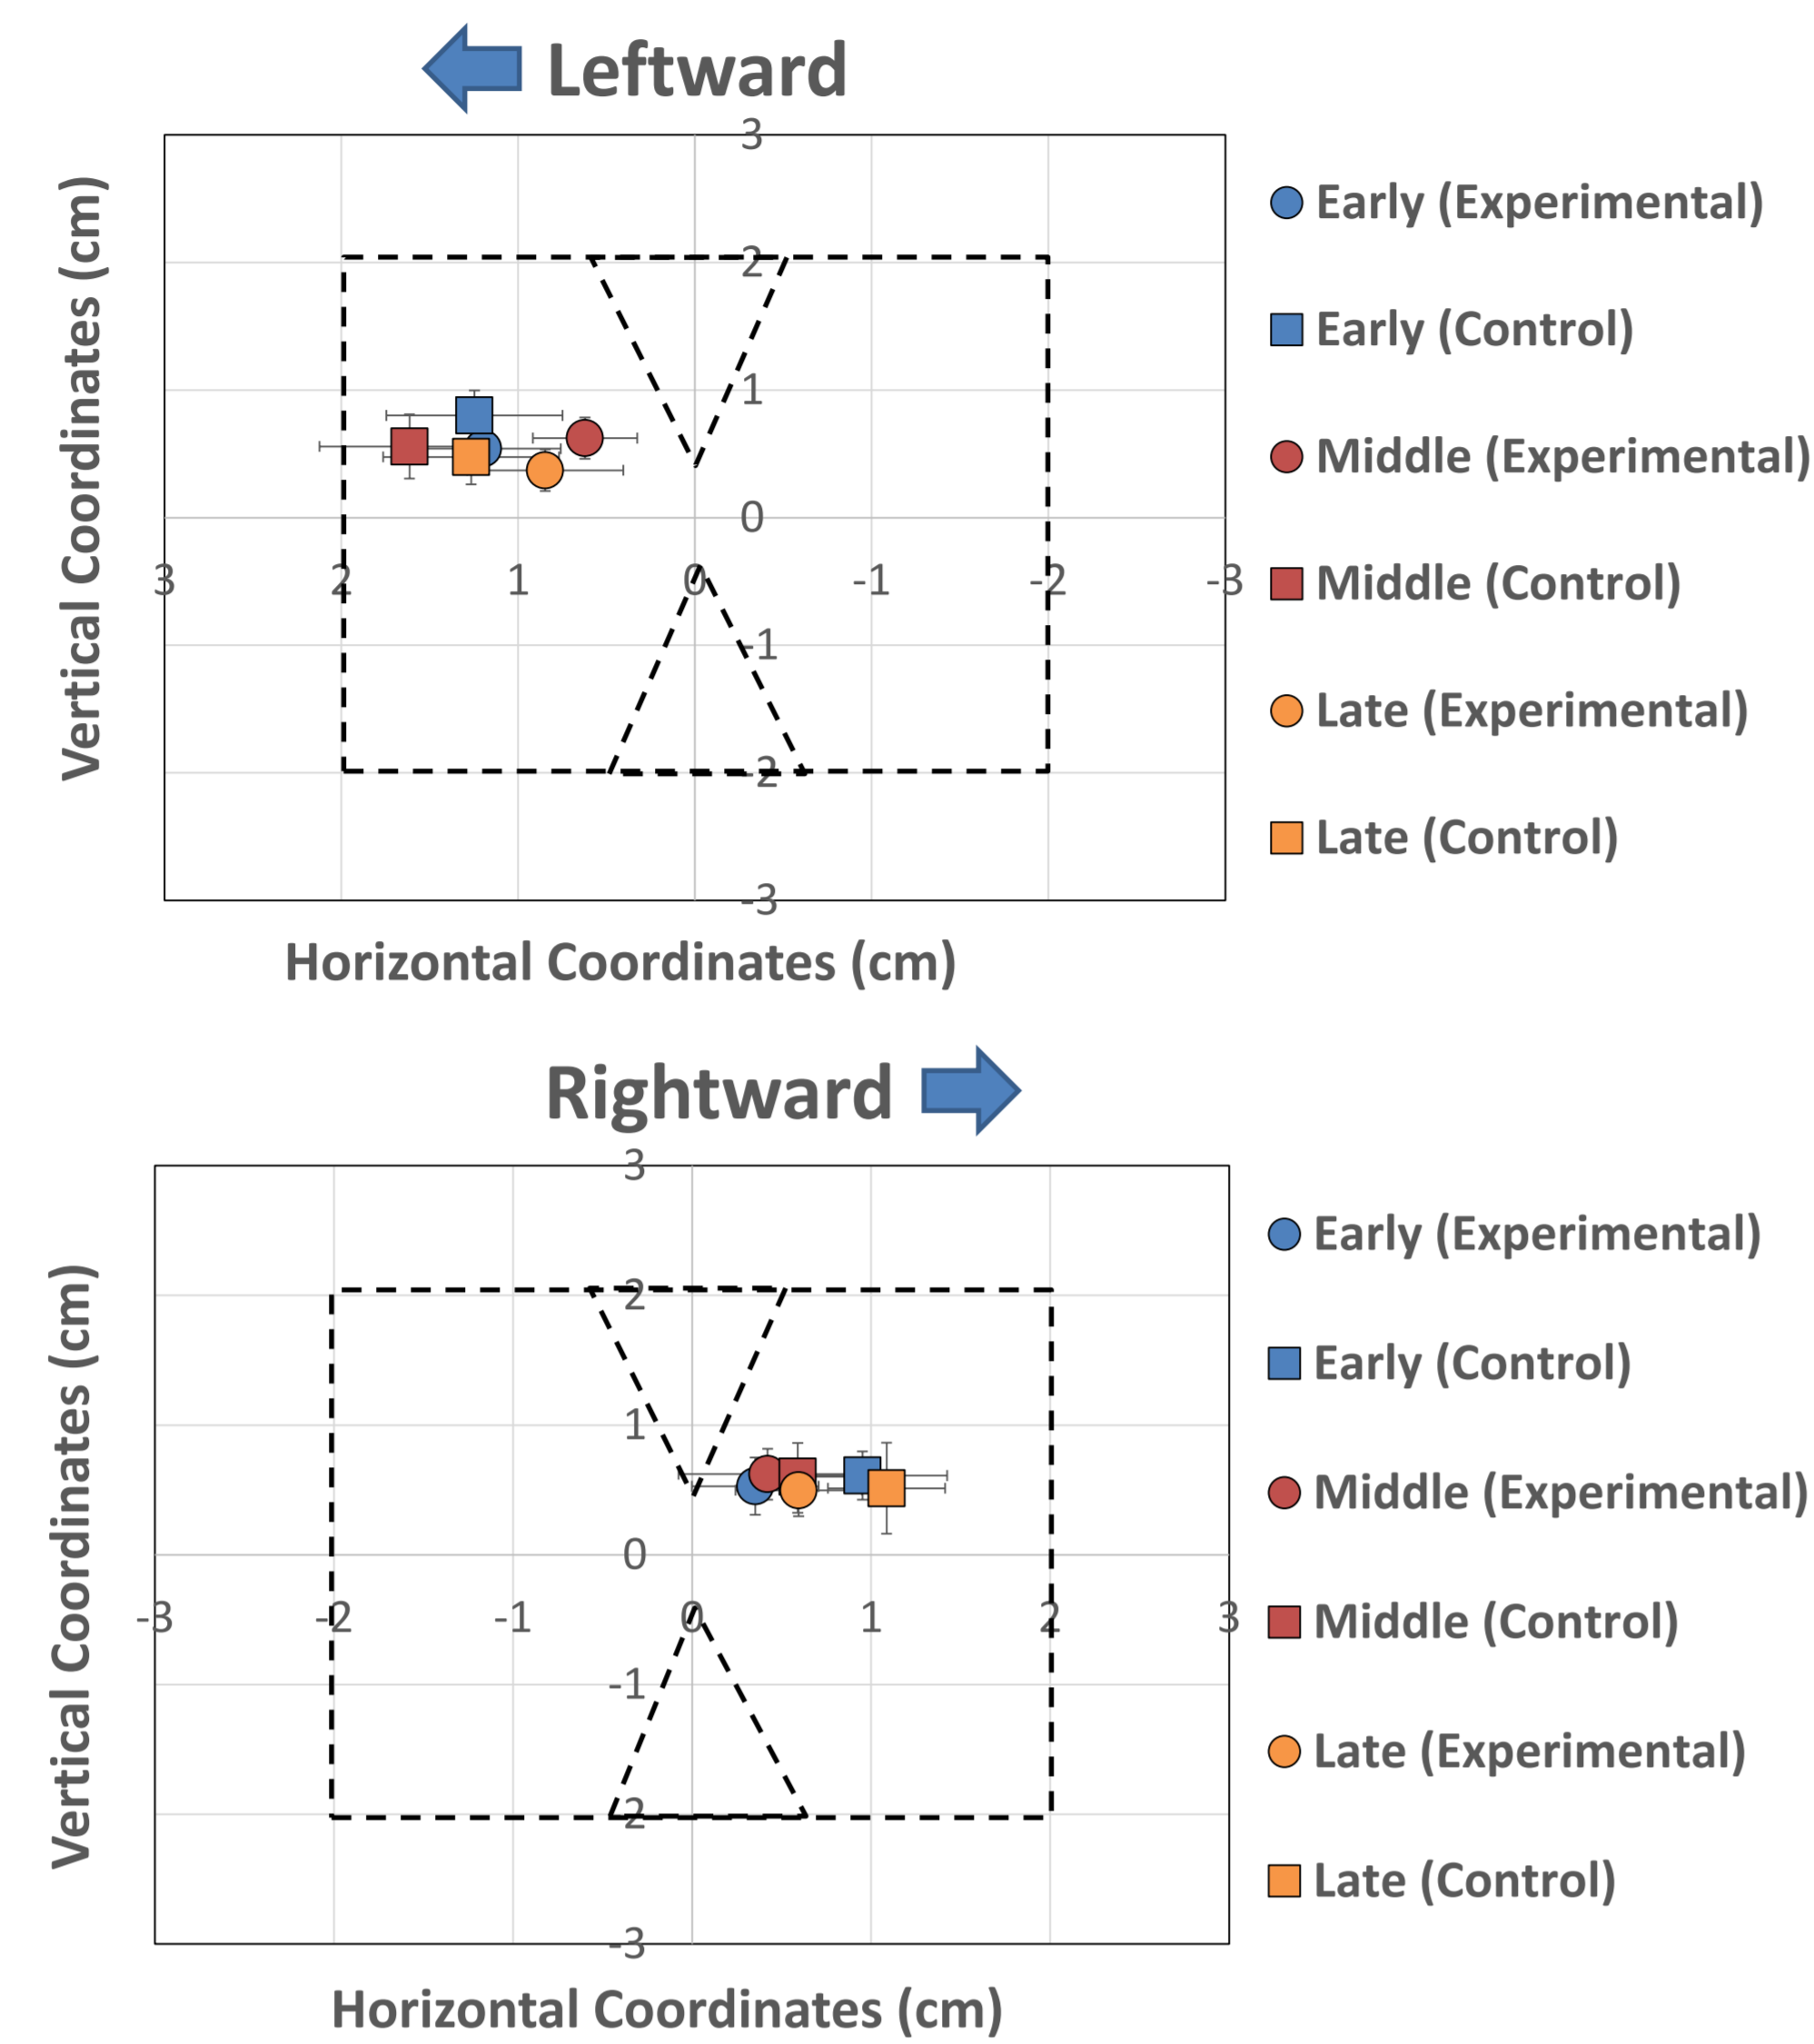 Leftward
Vertical Coordinates (cm)
3
2
1
0
3 2 1 0 -1 -2 -3
-1
-2
-3
Horizontal Coordinates (cm)
Early (Experimental)
Early (Control)
Middle (Experimental)
Middle (Control)
Late (Experimental)
Late (Control)
Rightward
Vertical Coordinates (cm)
3
2
1
0
-3 -2 -1 0 1 2 3
-1
-2
-3
Horizontal Coordinates (cm)
Early (Experimental)
Early (Control)
Middle (Experimental)
Middle (Control)
Late (Experimental)
Late (Control)